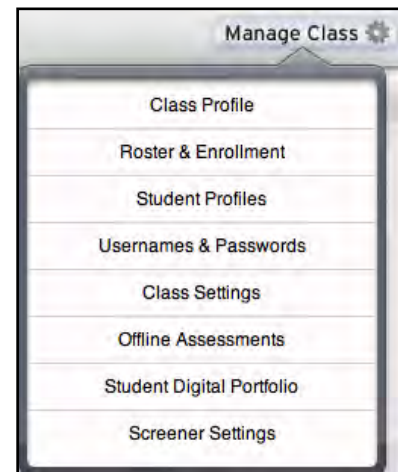 Manage Class
Class Profile
Roster & Enrollment
Student Profiles
Usernames & Passwords
Class Settings
Offline Assessments
Student Digital Portfolio
Screener Settings